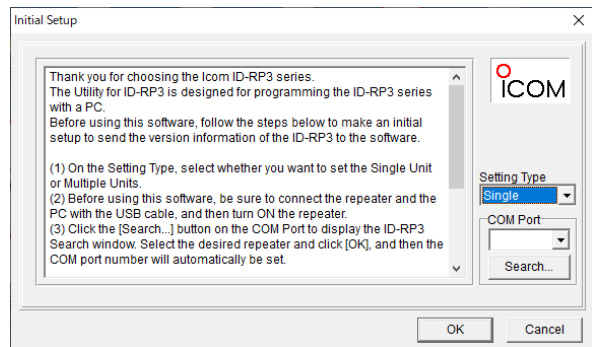 Initial Setup
Thank you for choosing the Icom ID-RP3 series.
The Utility for ID-RP3 is designed for programming the ID-RP3 series
with a PC.
Before using this software, follow the steps below to make an initial
setup to send the version information of the ID-RP3 to the software.
(1) On the Setting Type, select whether you want to set the Single Unit
or Multiple Units.
(2) Before using this software, be sure to connect the repeater and the
PC with the USB cable, and then turn ON the repeater.
(3) Click the [Search...] button on the COM Port to display the ID-RP3
Search window. Select the desired repeater and click [OK], and then the
COM port number will automatically be set.
ICOM
Setting Type
Single
COM Port
Search...
OK
Cancel